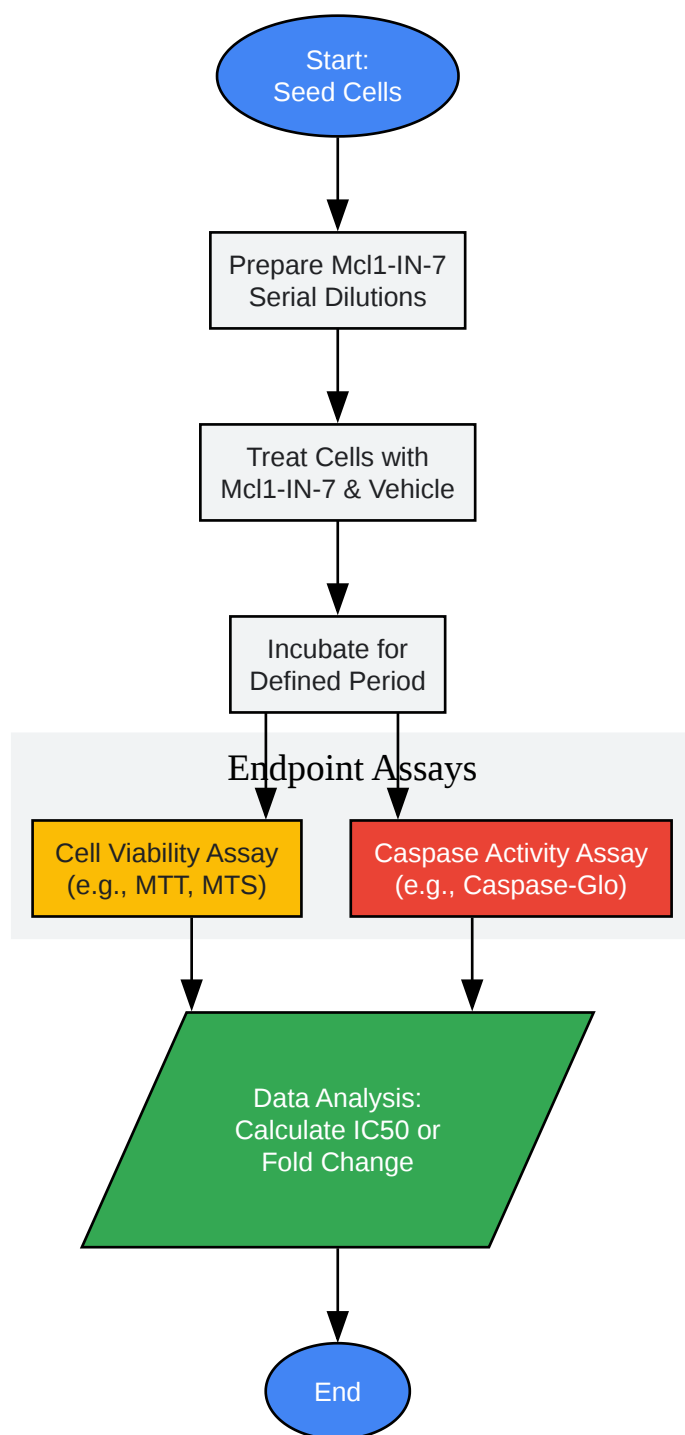 Start:
Seed Cells
Prepare Mcl1-IN-7
Serial Dilutions
Treat Cells with
Mcl1-IN-7 & Vehicle
Incubate for
Defined Period
Endpoint Assays
Cell Viability Assay
(e.g., MTT, MTS)
Caspase Activity Assay
(e.g., Caspase-Glo)
Data Analysis:
Calculate IC50 or
Fold Change
End